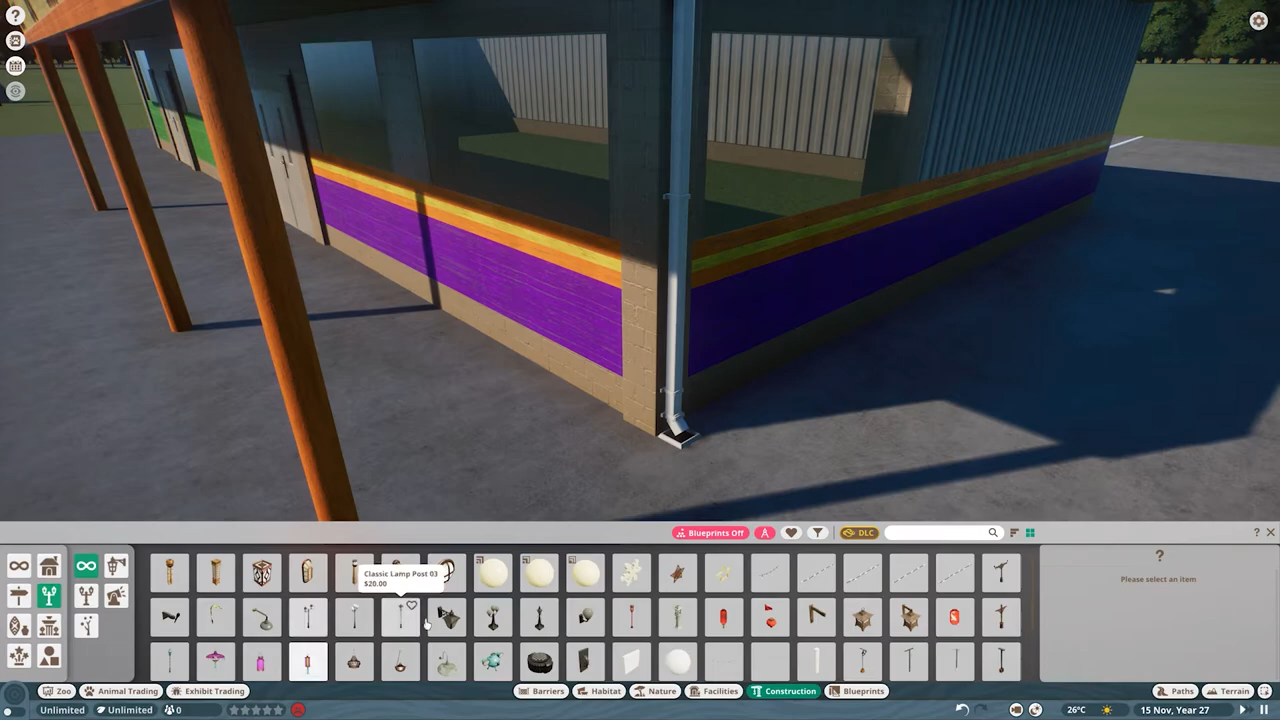 Blueprints Off
DLC
Classic Lamp Post 03
$20.00
Please select an item
Zoo
Animal Trading
Exhibit Trading
Barriers
Habitat
Nature
Facilities
Construction
Blueprints
Paths
Terrain
Unlimited
Unlimited
0
26°C
15 Nov, Year 27